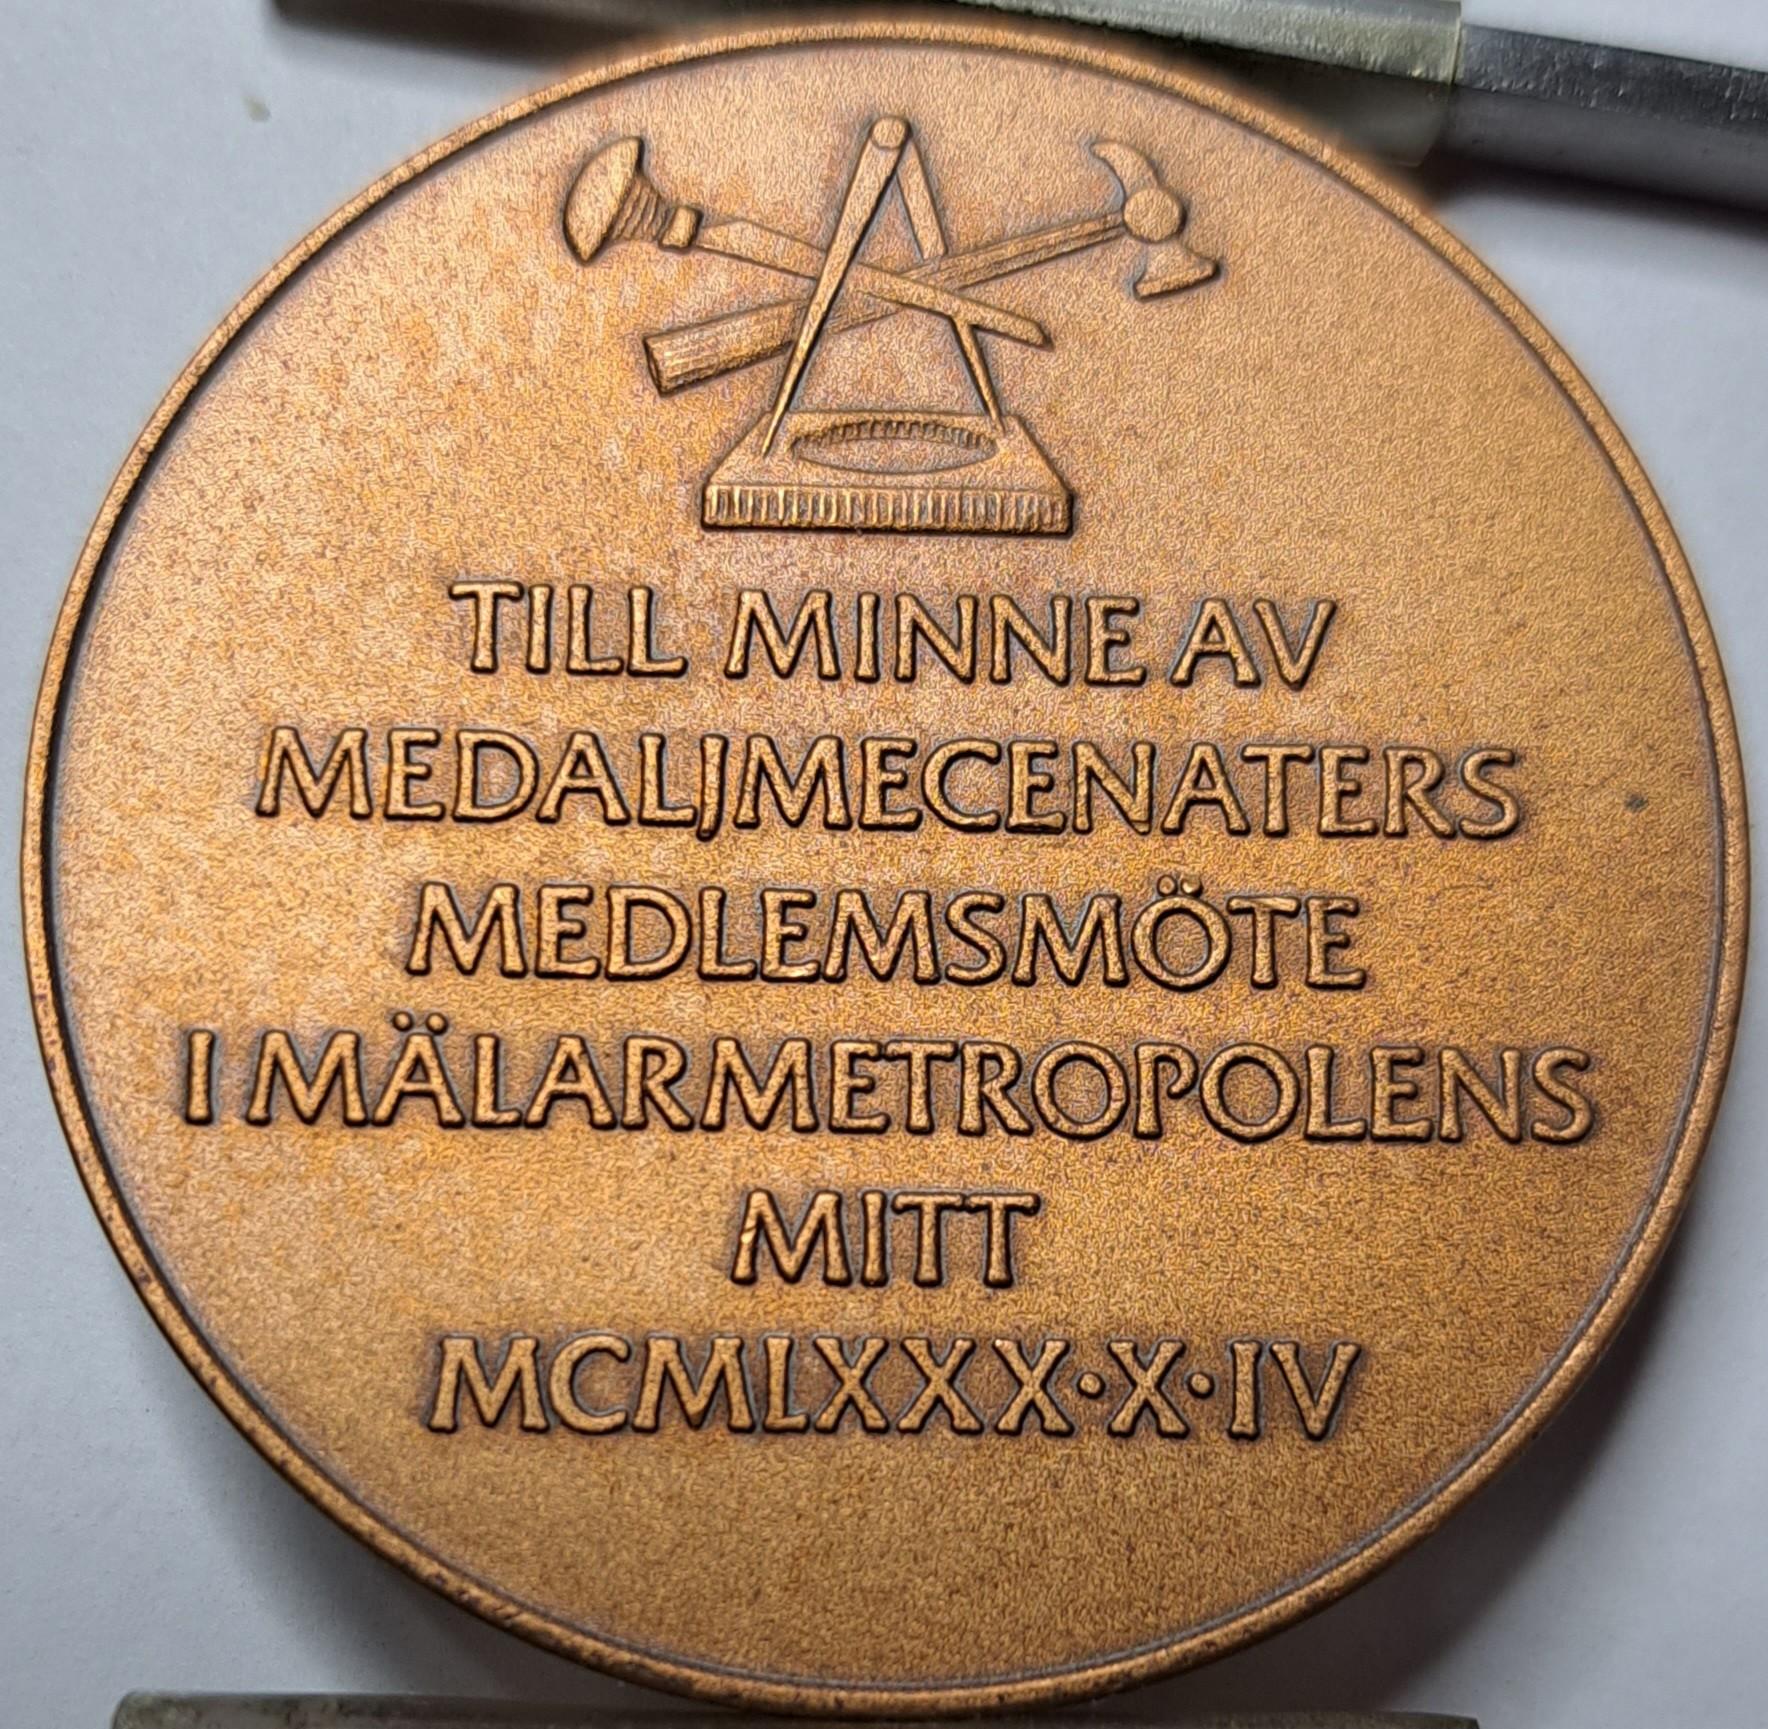 TILL MINNE AV
MEDALJMECENATERS
MEDLEMSMÖTE
I MÄLARMETROPOLENS
MITT
MCMLXXX·X·IV